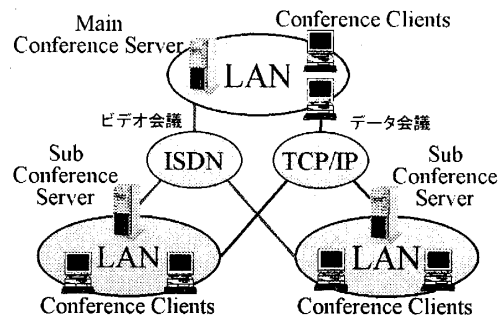 Main
Conference Server
Conference Clients
LAN
ビデオ会議
データ会議
ISDN
TCP/IP
Sub
Conference
Server
Sub
Conference
Server
LAN
LAN
Conference Clients
Conference Clients